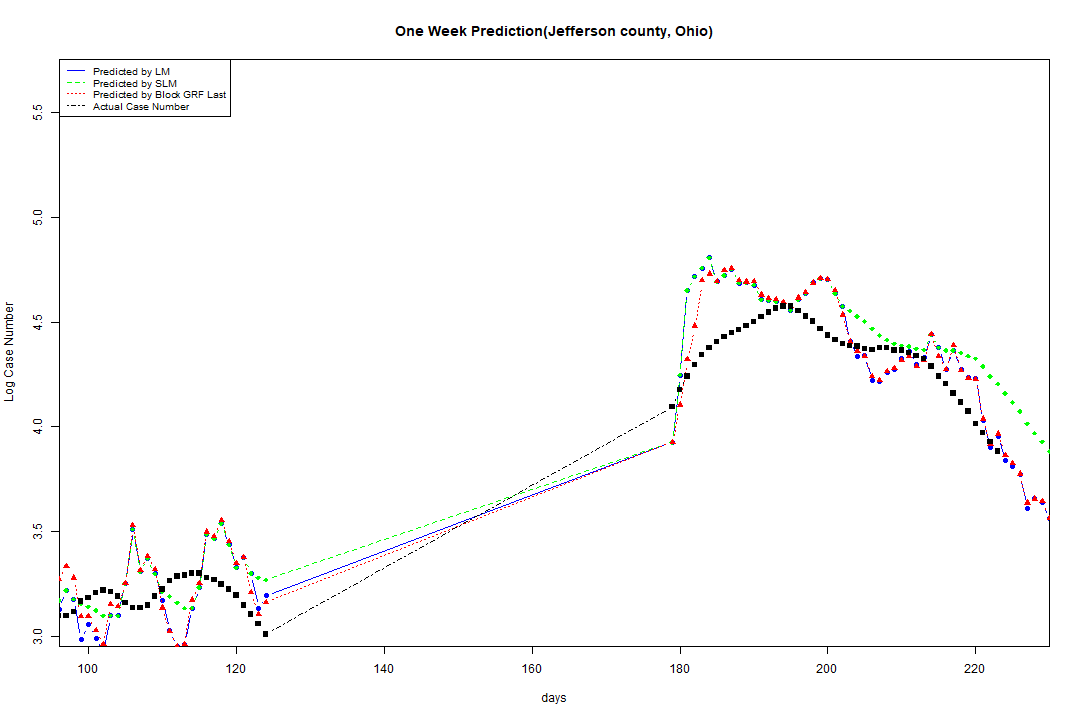 One Week Prediction(Jefferson county, Ohio)
Predicted by LM
Predicted by SLM
Predicted by Block GRF Last
Actual Case Number
5.5
5.0
4.5
4.0
3.5
3.0
Log Case Number
100 120 140 160 180 200 220
days